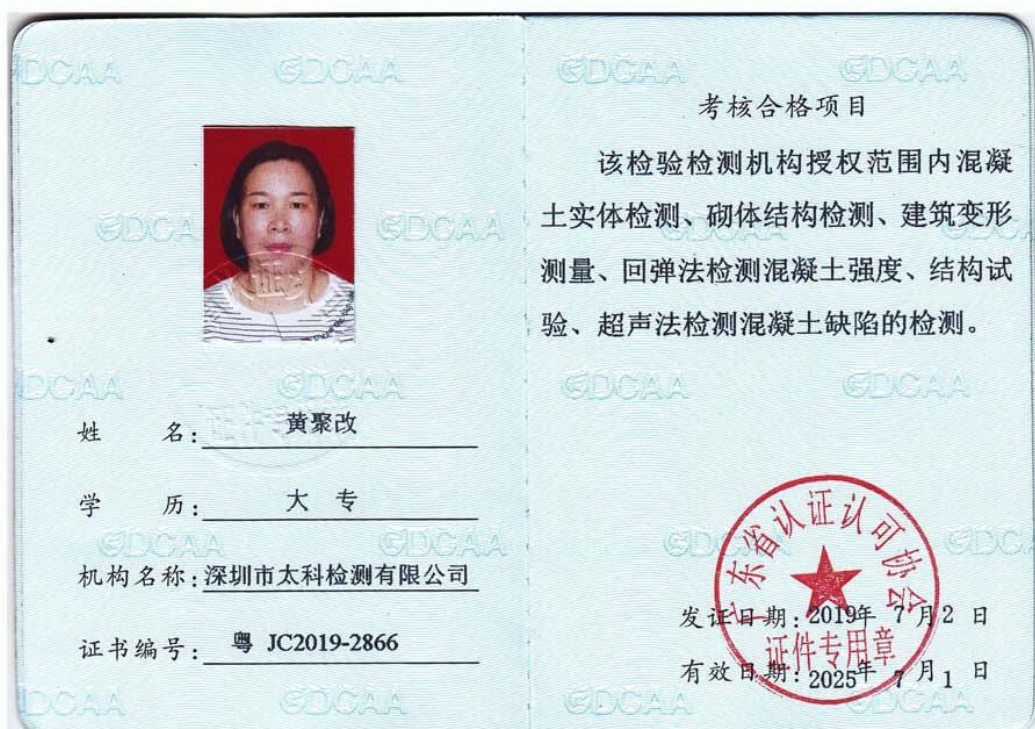 姓 名: 黄聚改
学 历: 大 专
机构名称: 深圳市太科检测有限公司
证书编号: 粤 JC2019-2866
考核合格项目
该检验检测机构授权范围内混凝
土实体检测、砌体结构检测、建筑变形
测量、回弹法检测混凝土强度、结构试
验、超声法检测混凝土缺陷的检测。
广东省认证认可协会
证件专用章
发证日期: 2019年 7月2 日
有效日期: 2025年 7月1 日
GDCAA